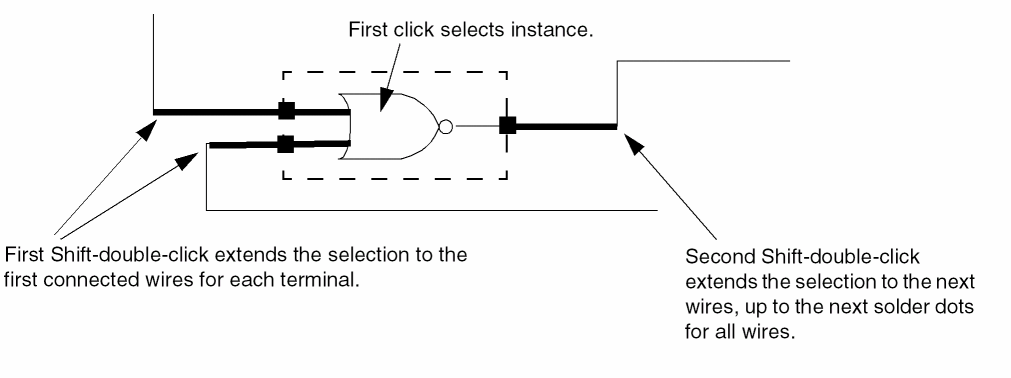 First click selects instance.
First Shift-double-click extends the selection to the
first connected wires for each terminal.
Second Shift-double-click
extends the selection to the next
wires, up to the next solder dots
for all wires.